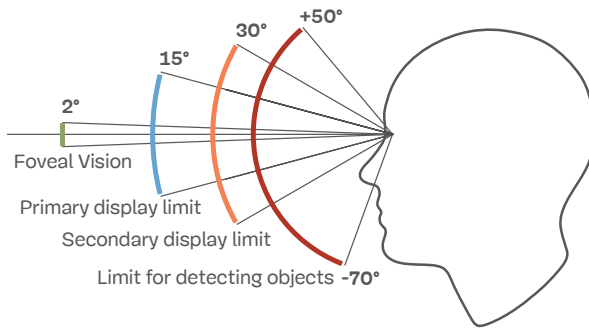 +50°
30°
15°
2°
Foveal Vision
Primary display limit
Secondary display limit
Limit for detecting objects -70°